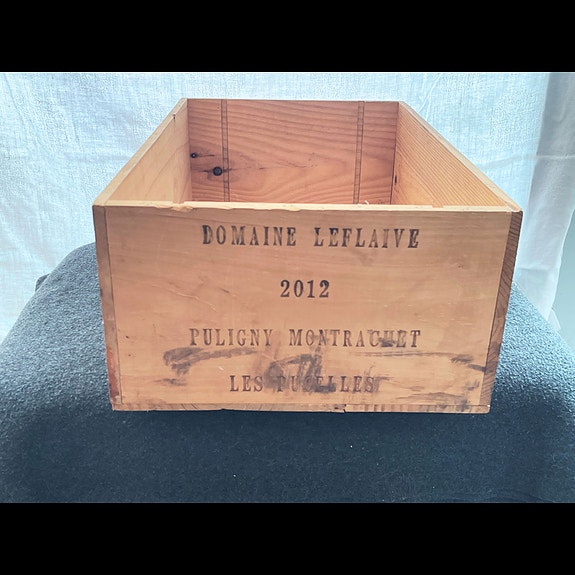 DOMAINE LEFLAIVE
2012
PULIGNY MONTRACHET
LES PUCELLES